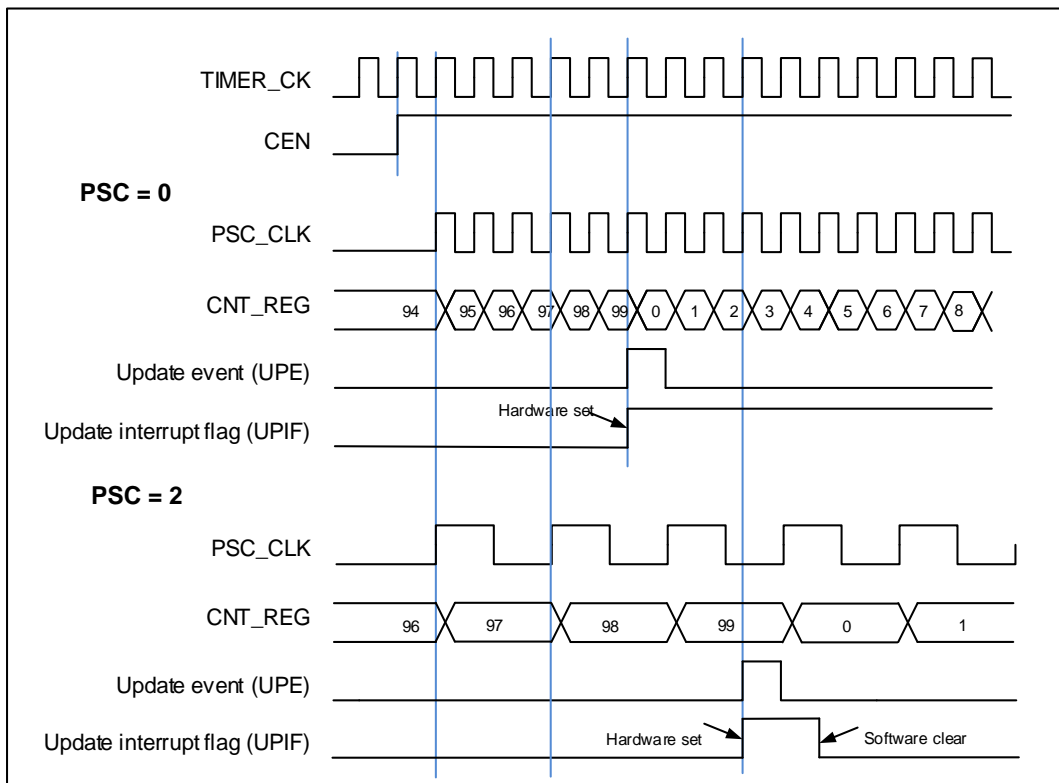 TIMER_CK
CEN
PSC = 0
PSC_CLK
CNT_REG 94 95 96 97 98 99 0 1 2 3 4 5 6 7 8
Update event (UPE)
Hardware set
Update interrupt flag (UPIF)
PSC = 2
PSC_CLK
CNT_REG 96 97 98 99 0 1
Update event (UPE)
Update interrupt flag (UPIF) Hardware set Software clear